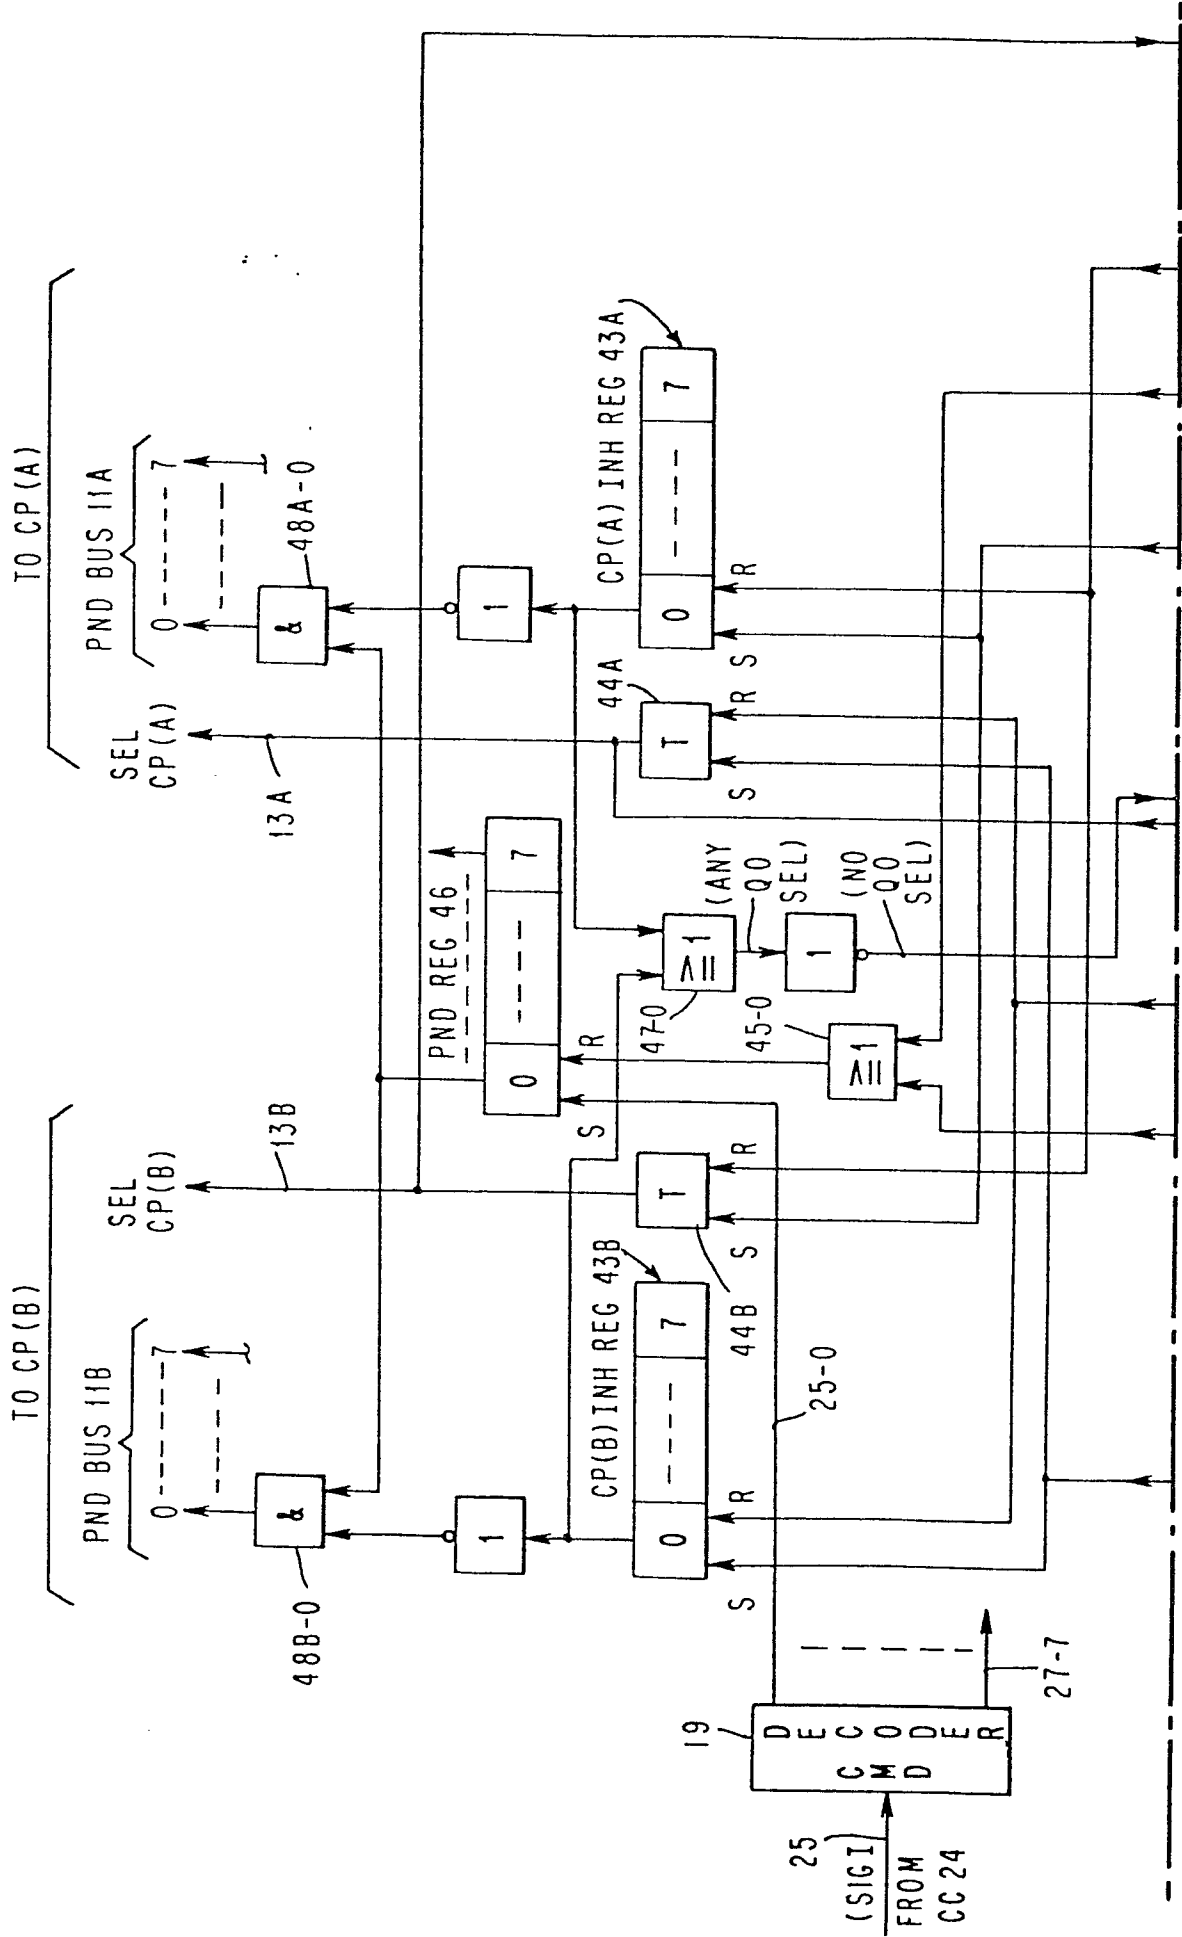 TO CP(B)
TO CP(A)
PND BUS 11B
SEL
CP(B)
SEL
CP(A)
PND BUS 11A
0-----7
0-----7
13B
13A
&
48B-0
&
48A-0
PND REG 46
1
1
0 ---- 7
S
R
CP(B) INH REG 43B
0 ---- 7
S
R
T
44B
S
R
47-0
≥1
(ANY
Q0
SEL)
1
(NO
Q0
SEL)
45-0
≥1
T
44A
S
R
CP(A) INH REG 43A
0 ---- 7
S
R
25-0
19
CMD
DECODER
27-7
25
(SIGI
FROM
CC24